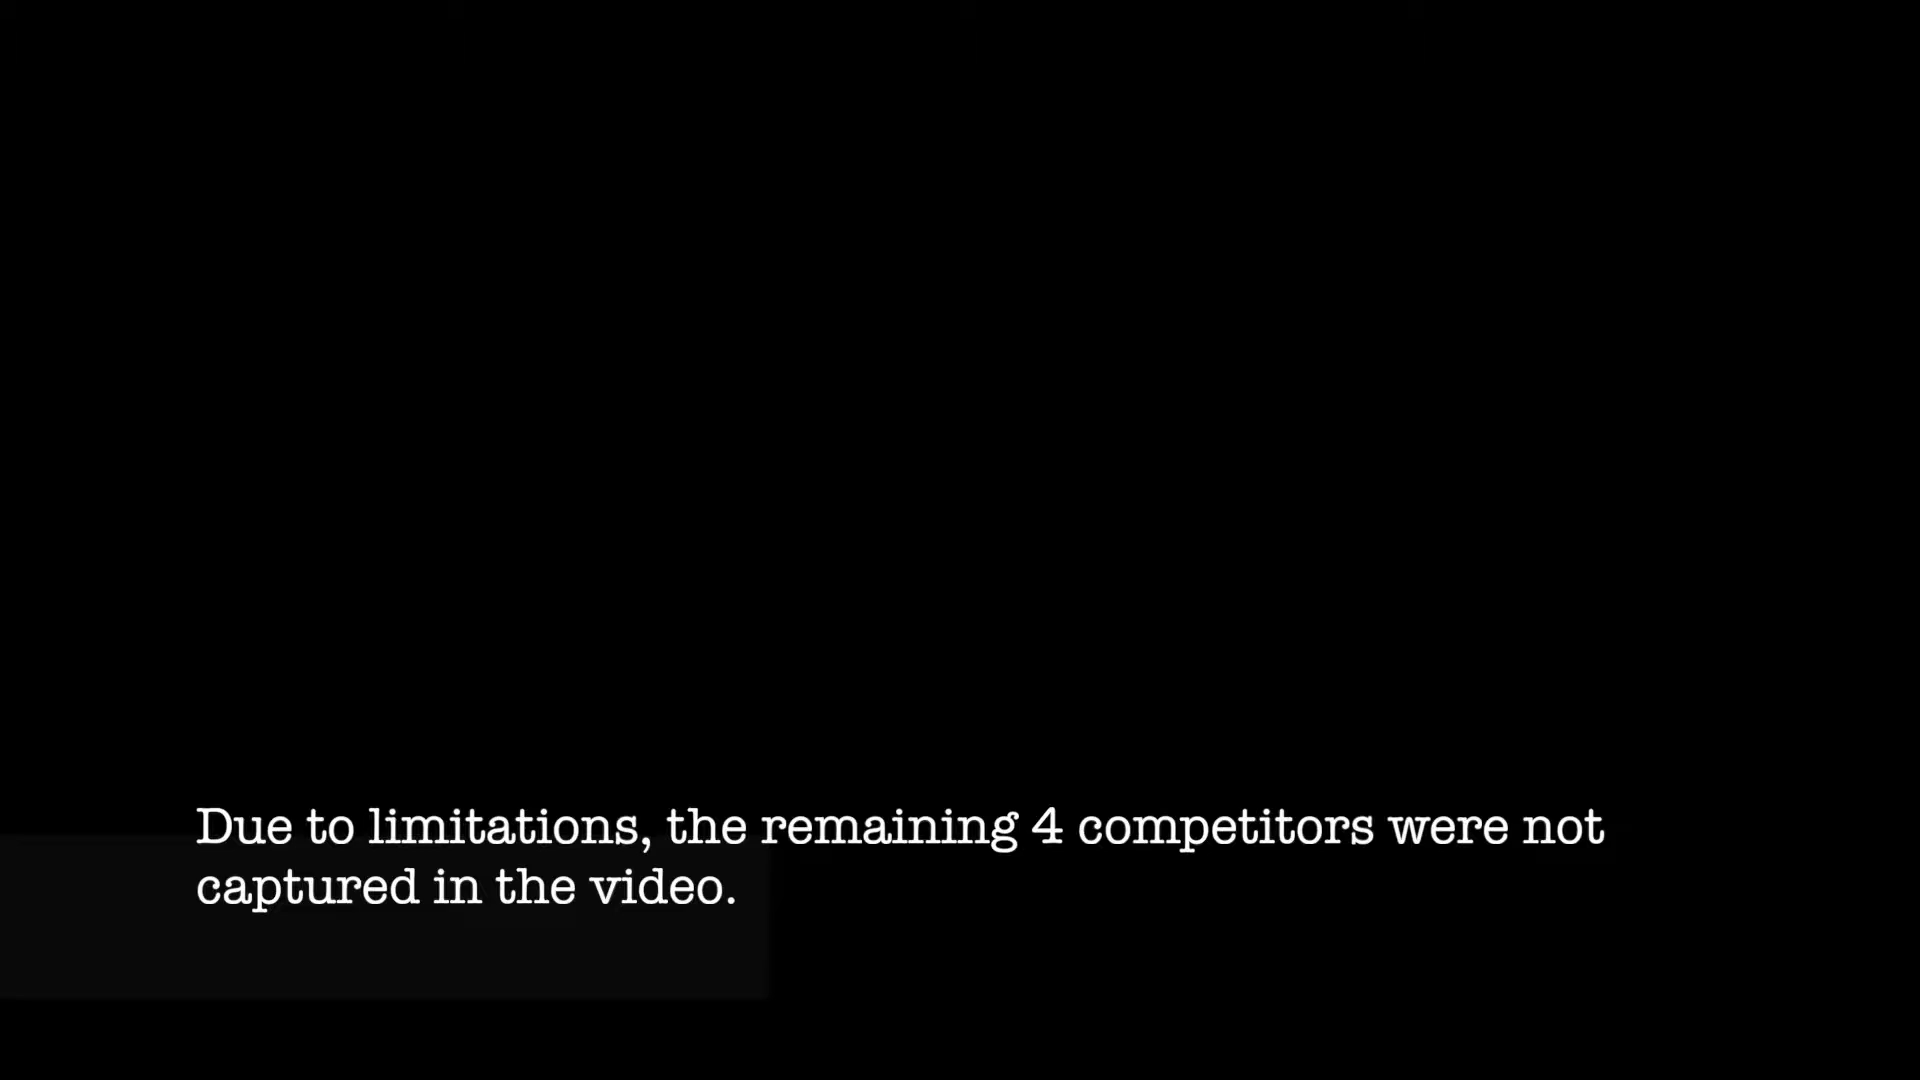 Due to limitations, the remaining 4 competitors were not
captured in the video.